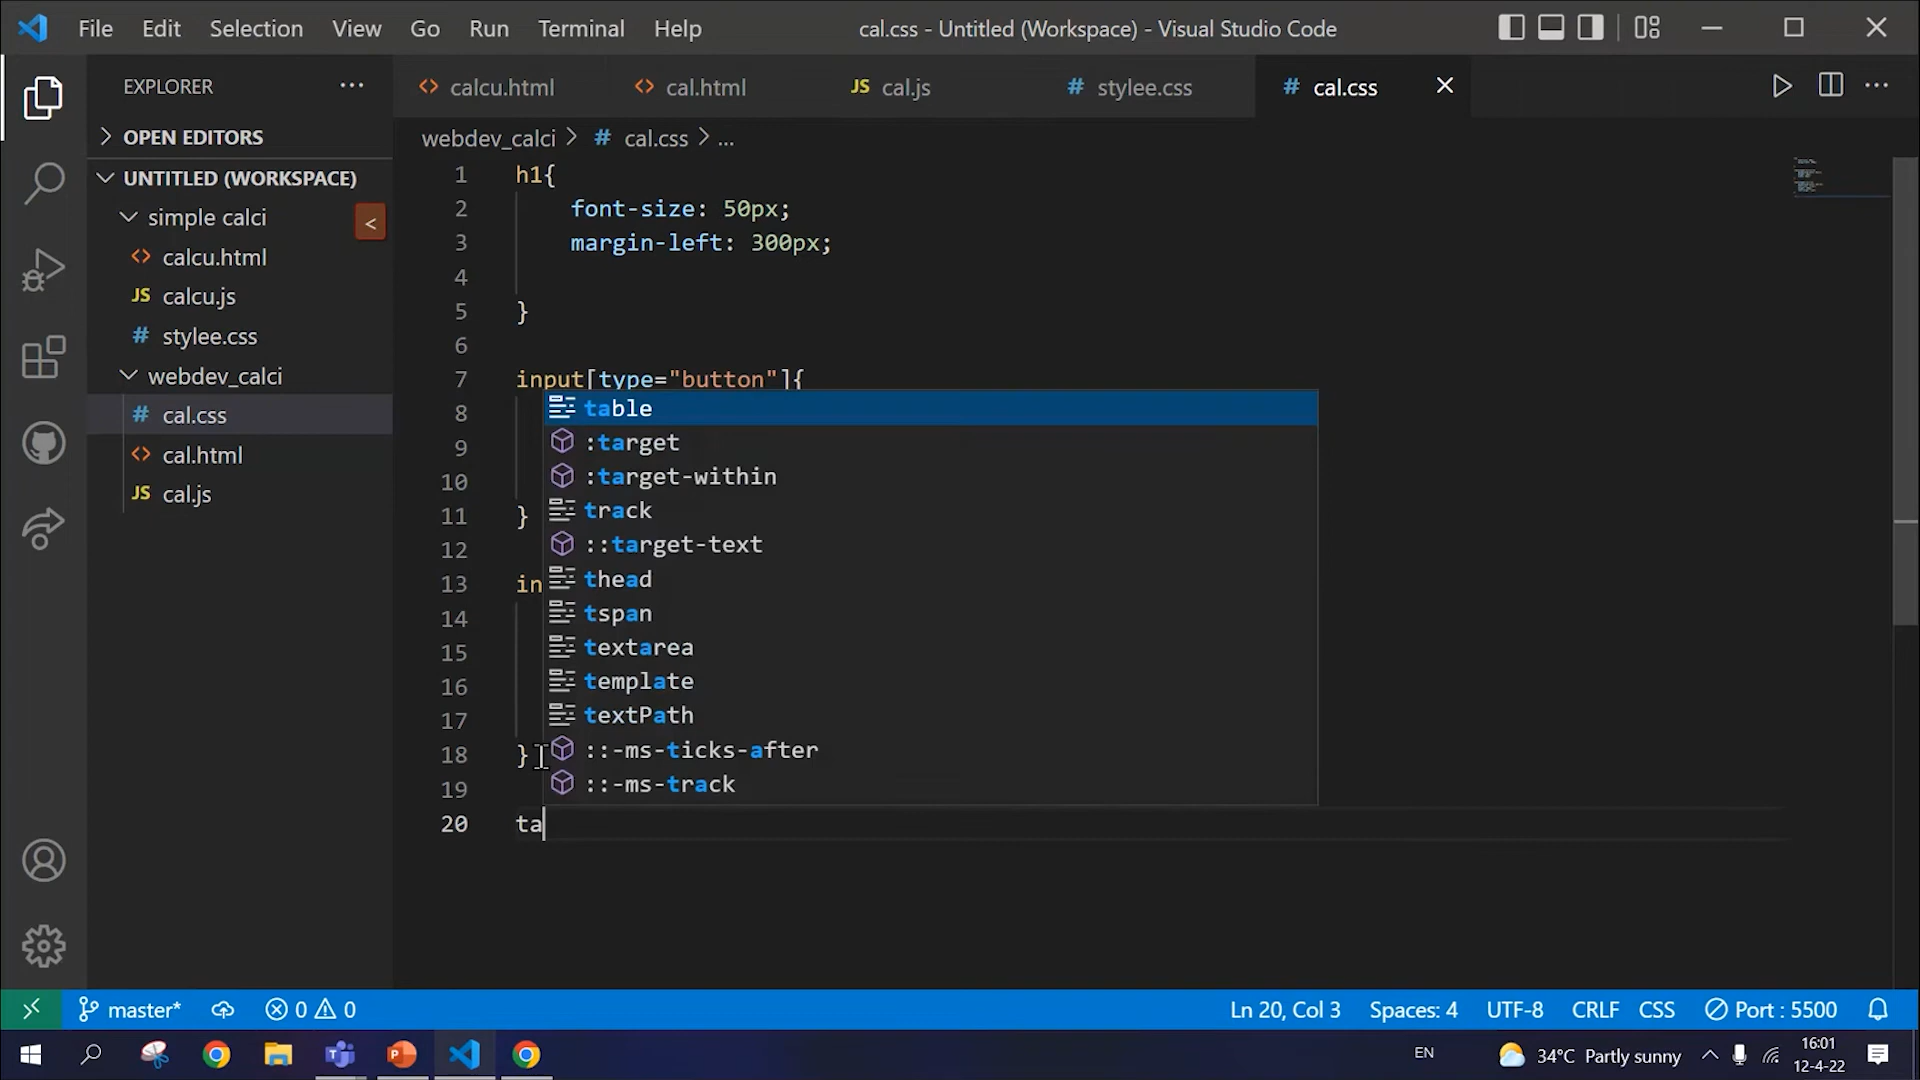 File Edit Selection View Go Run Terminal Help
cal.css - Untitled (Workspace) - Visual Studio Code
EXPLORER ...
calcu.html
cal.html
JS cal.js
# stylee.css
# cal.css
...
OPEN EDITORS
webdev_calci > # cal.css > ...
UNTITLED (WORKSPACE)
simple calci
<
calcu.html
JS calcu.js
# stylee.css
webdev_calci
# cal.css
cal.html
JS cal.js
1 h1{
2 font-size: 50px;
3 margin-left: 300px;
4
5 }
6
7 input[type="button"]{
8
9
10
11 }
12
13 in
14
15
16
17
18 }
19
20 ta
table
:target
:target-within
track
::target-text
thead
tspan
textarea
template
textPath
::-ms-ticks-after
::-ms-track
master* 0 0
Ln 20, Col 3 Spaces: 4 UTF-8 CRLF CSS Port : 5500
EN 34°C Partly sunny
16:01
12-4-22